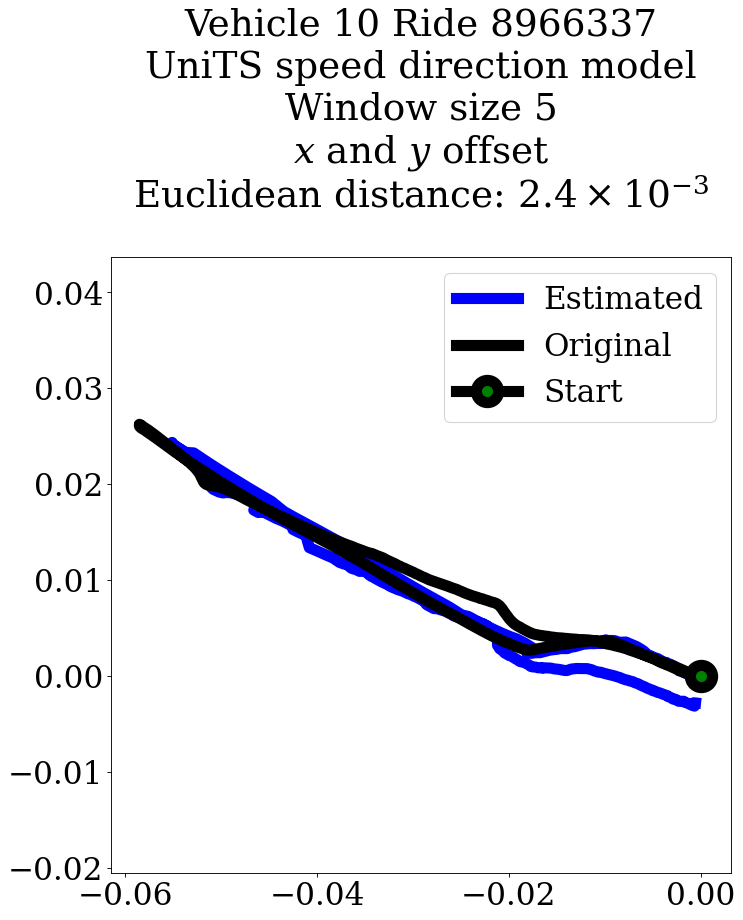 Vehicle 10 Ride 8966337
UniTS speed direction model
Window size 5
x and y offset
Euclidean distance: 2.4 × 10⁻³
Estimated
Original
Start
0.04
0.03
0.02
0.01
0.00
−0.01
−0.02
−0.06 −0.04 −0.02 0.00